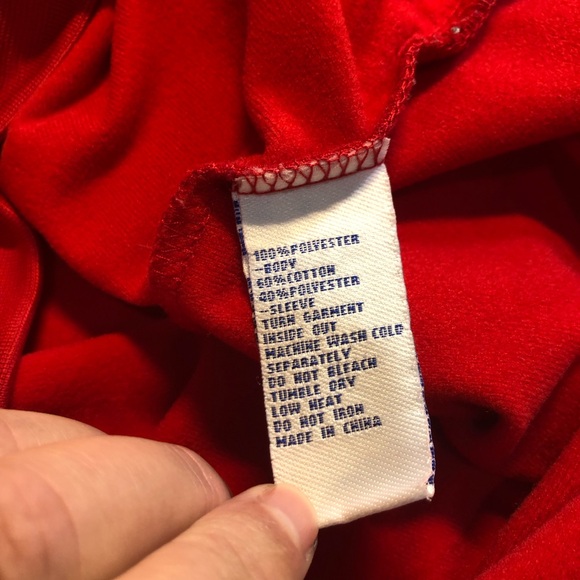 100%POLYESTER
-BODY
60%COTTON
40%POLYESTER
-SLEEVE
TURN GARMENT
INSIDE OUT
MACHINE WASH COLD
SEPARATELY
DO NOT BLEACH
TUMBLE DRY
LOW HEAT
DO NOT IRON
MADE IN CHINA